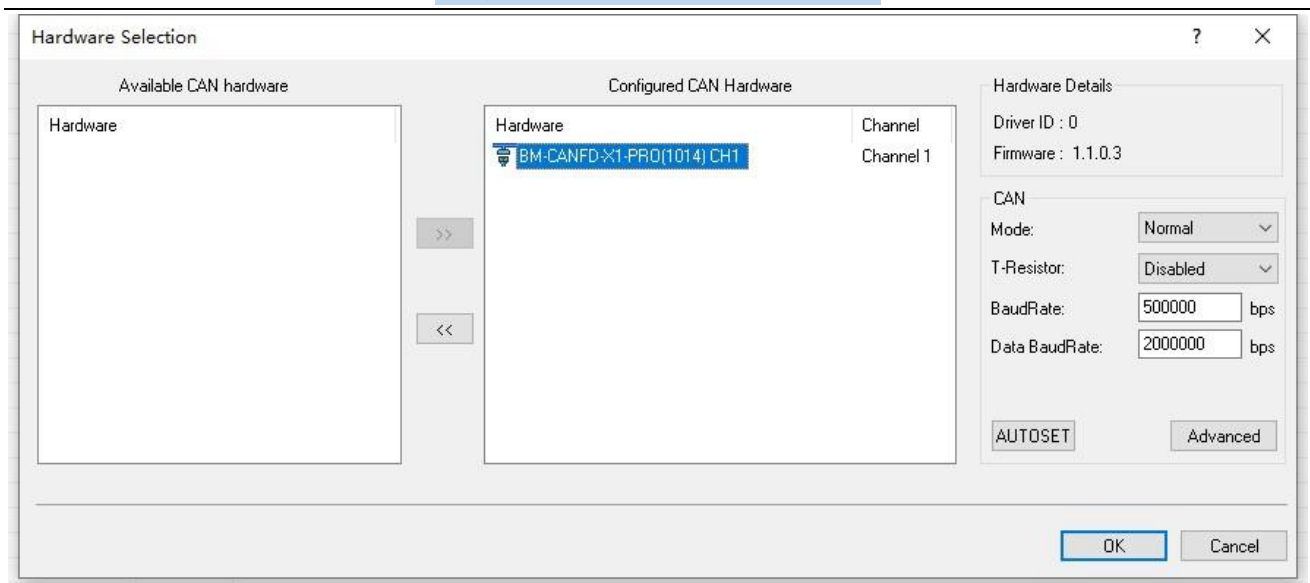 Hardware Selection
? ×
Available CAN hardware
Hardware
>>
<<
Configured CAN Hardware
Hardware Channel
BM-CANFD-X1-PRO(1014) CH1 Channel 1
Hardware Details
Driver ID : 0
Firmware : 1.1.0.3
CAN
Mode: Normal
T-Resistor: Disabled
BaudRate: 500000 bps
Data BaudRate: 2000000 bps
AUTOSET Advanced
OK Cancel